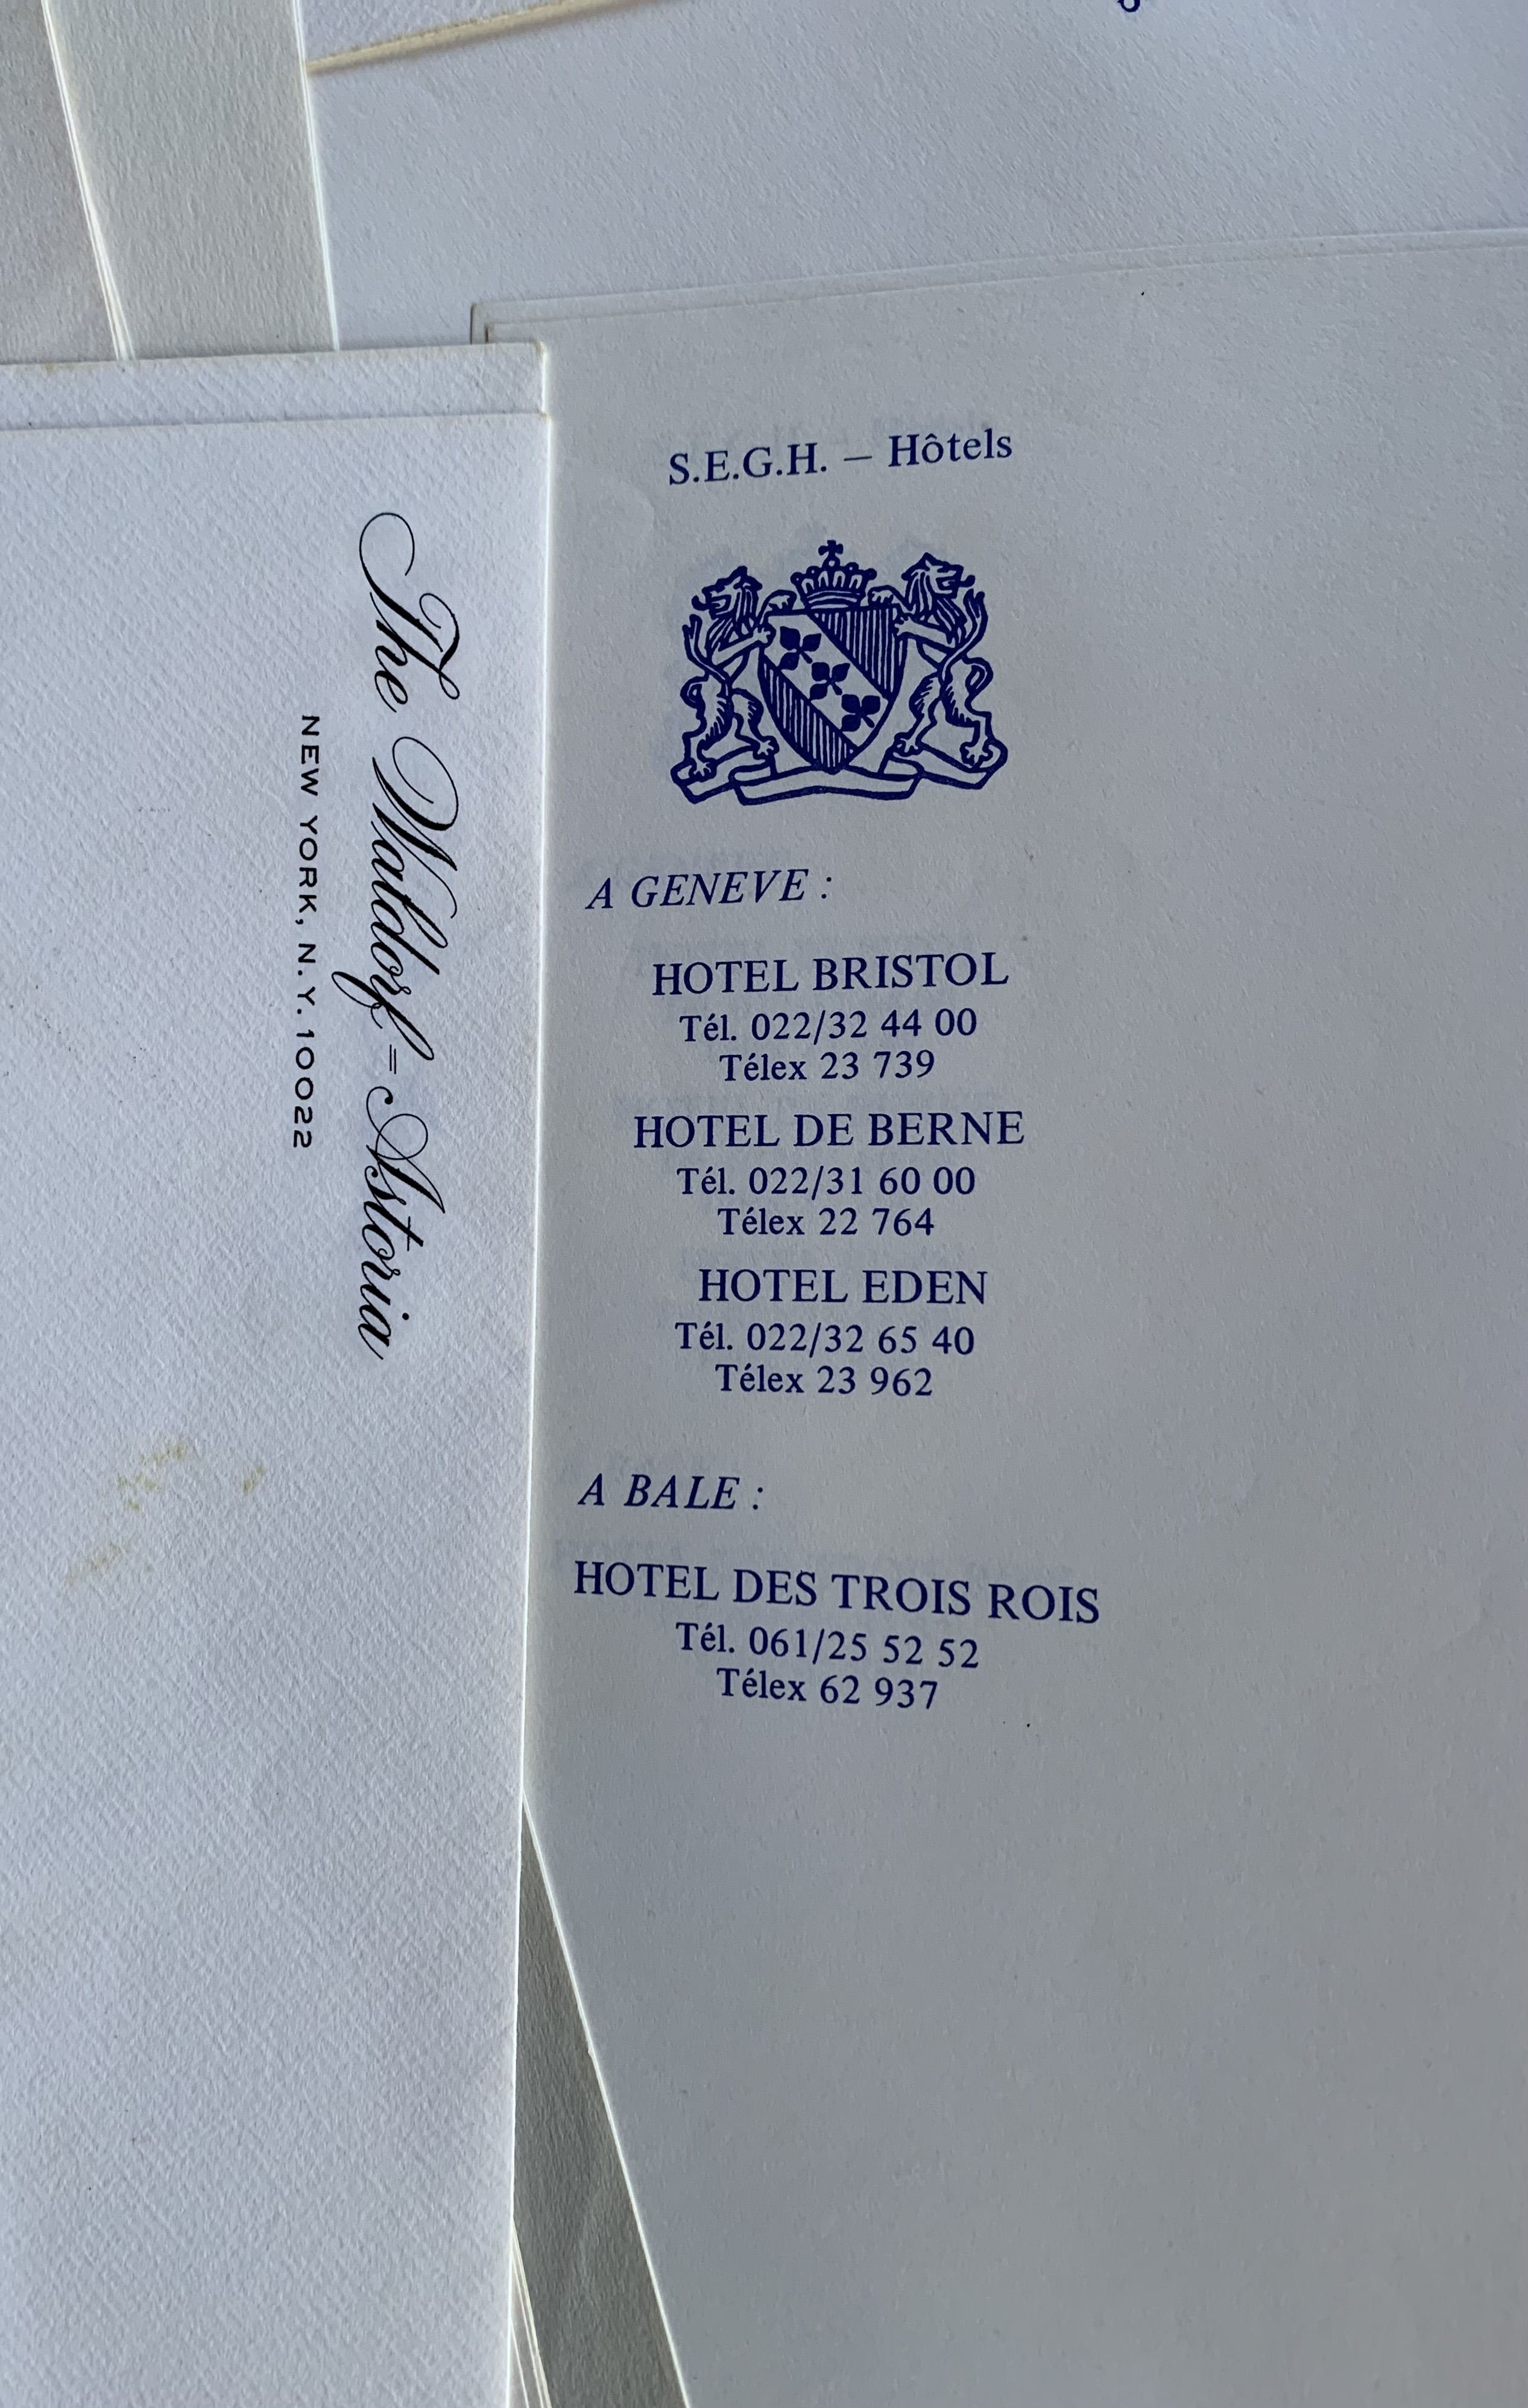 The Waldorf=Astoria
NEW YORK, N. Y. 10022
S.E.G.H. – Hôtels
A GENEVE :
HOTEL BRISTOL
Tél. 022/32 44 00
Télex 23 739
HOTEL DE BERNE
Tél. 022/31 60 00
Télex 22 764
HOTEL EDEN
Tél. 022/32 65 40
Télex 23 962
A BALE :
HOTEL DES TROIS ROIS
Tél. 061/25 52 52
Télex 62 937